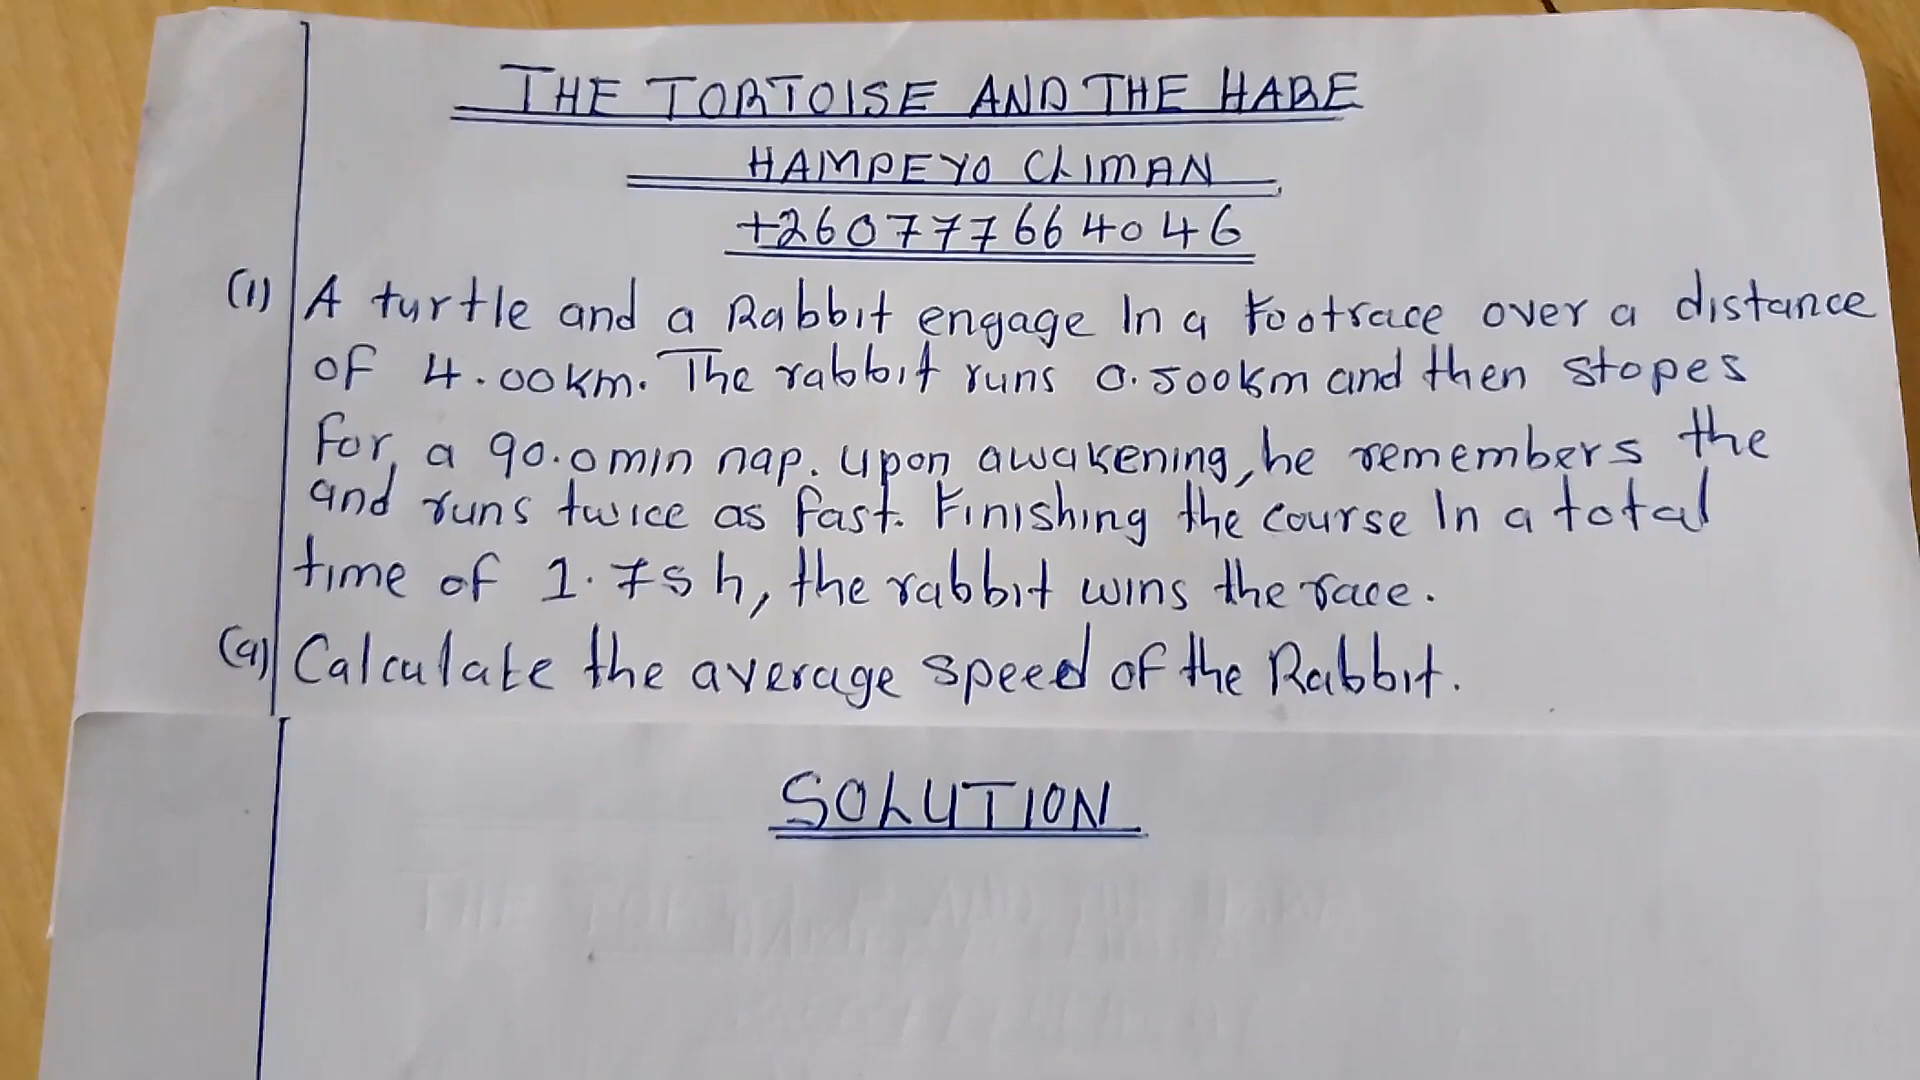 THE TORTOISE AND THE HARE
HAMPEYO CLIMAN
+260777664046
(1) A turtle and a Rabbit engage In a footrace over a distance
of 4.00km. The rabbit runs 0.500km and then stopes
for a 90.0min nap. upon awakening, he remembers the
and runs twice as fast. Finishing the course In a total
time of 1.75h, the rabbit wins the race.
(a) Calculate the average speed of the Rabbit.
SOLUTION